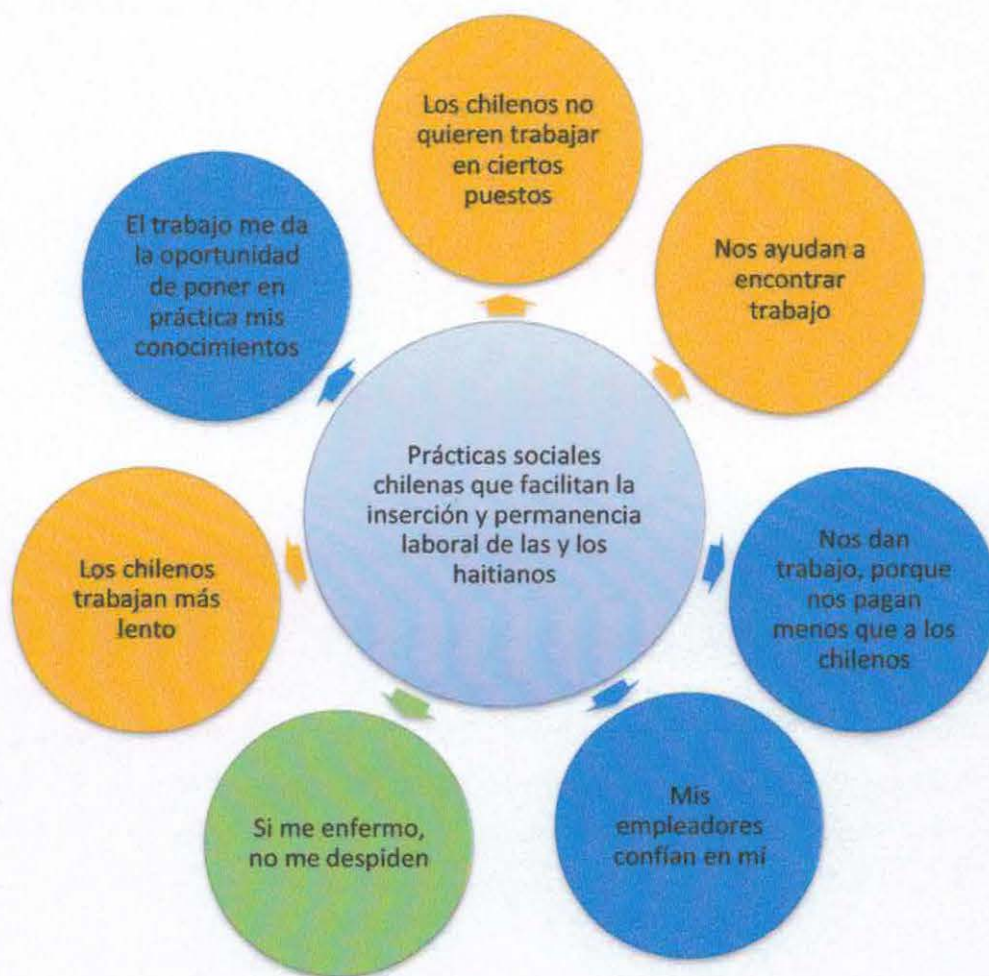 Los chilenos no
quieren trabajar
en ciertos
puestos
Nos ayudan a
encontrar
trabajo
Nos dan
trabajo, porque
nos pagan
menos que a los
chilenos
Mis
empleadores
confían en mí
Si me enfermo,
no me despiden
Los chilenos
trabajan más
lento
El trabajo me da
la oportunidad
de poner en
práctica mis
conocimientos
Prácticas sociales
chilenas que facilitan la
inserción y permanencia
laboral de las y los
haitianos